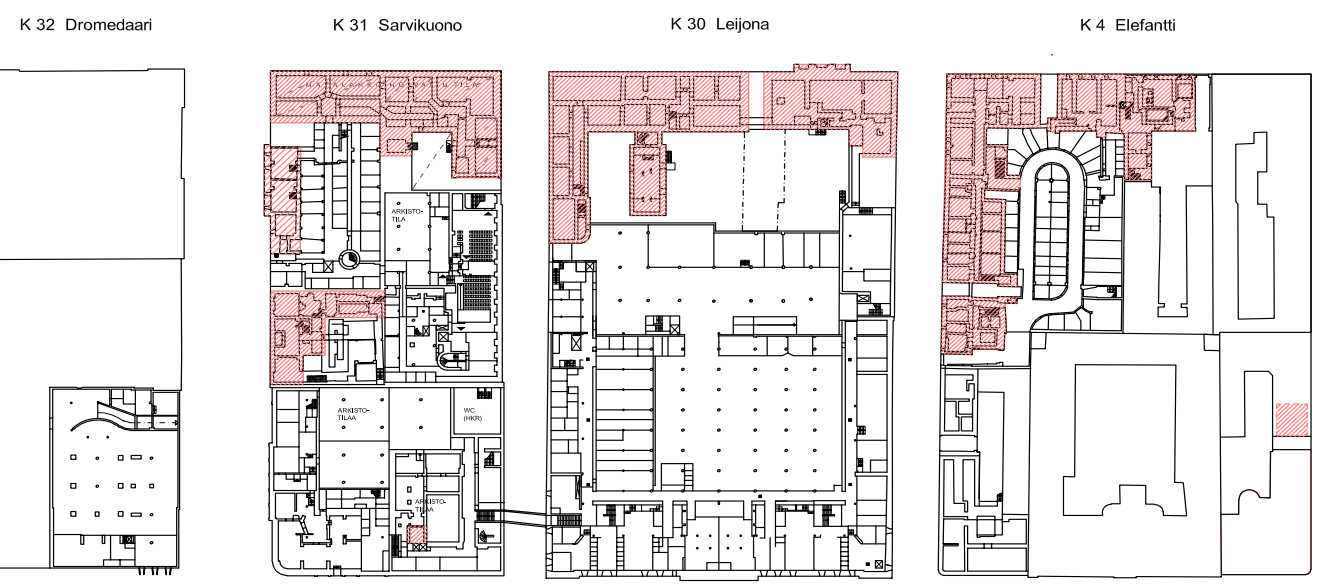 K 32 Dromedaari
K 31 Sarvikuono
K 30 Leijona
K 4 Elefantti
ARKISTO-
TILA
ARKISTO-
TILAA
WC
(HKR)
ARKISTO-
TILAA